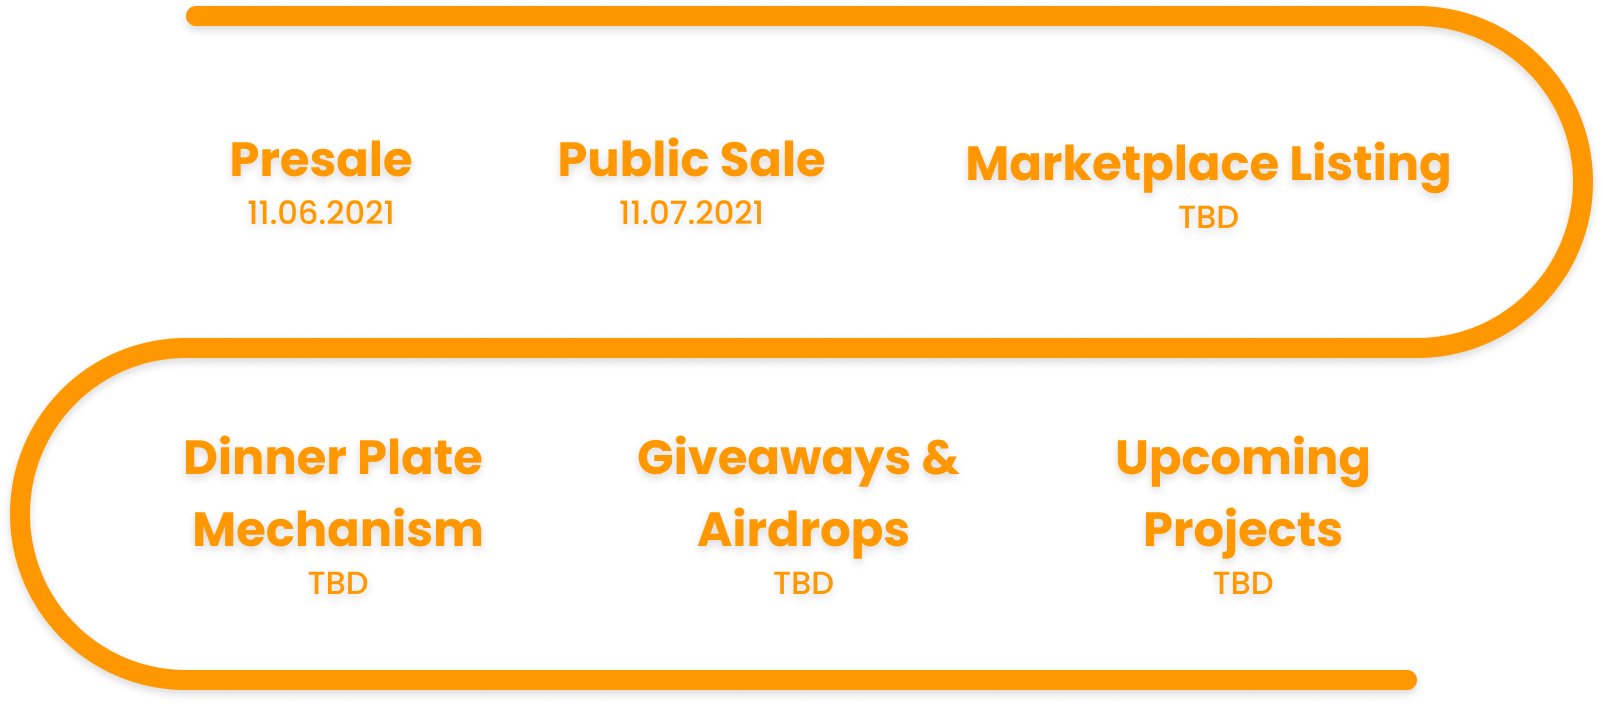 Presale
11.06.2021
Public Sale
11.07.2021
Marketplace Listing
TBD
Dinner Plate
Mechanism
TBD
Giveaways &
Airdrops
TBD
Upcoming
Projects
TBD